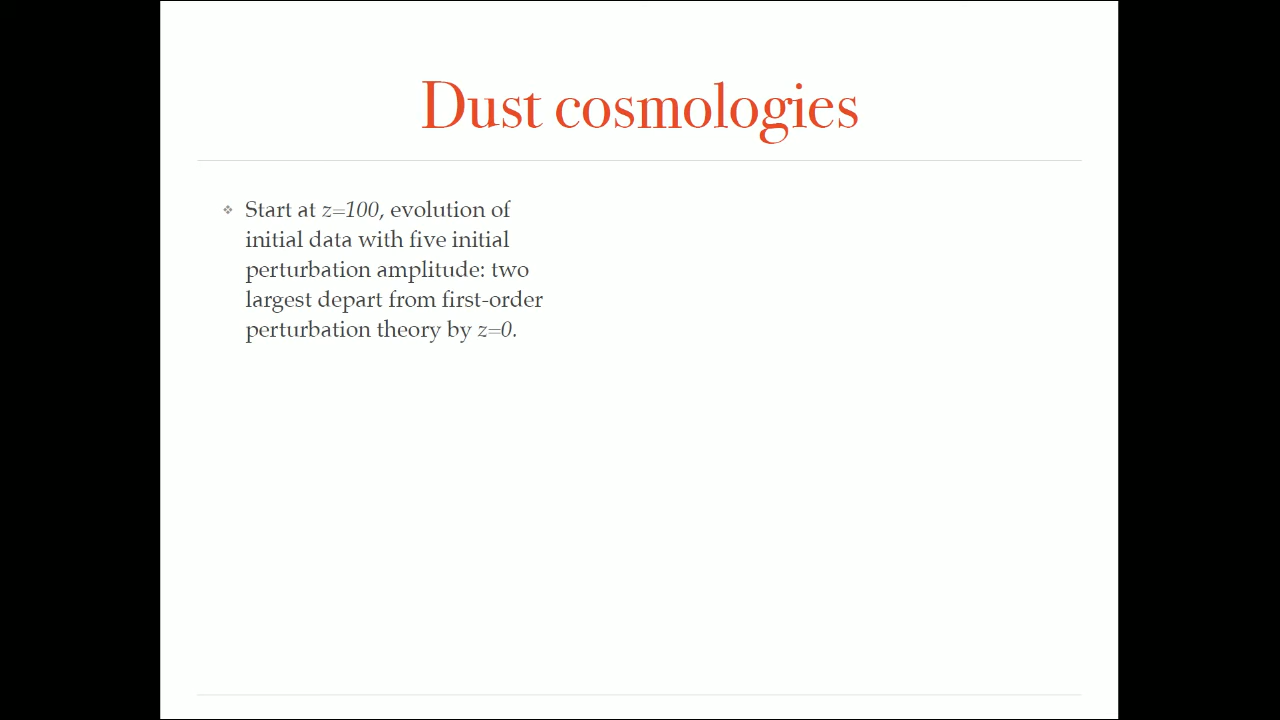 Dust cosmologies
Start at z=100, evolution of
initial data with five initial
perturbation amplitude: two
largest depart from first-order
perturbation theory by z=0.